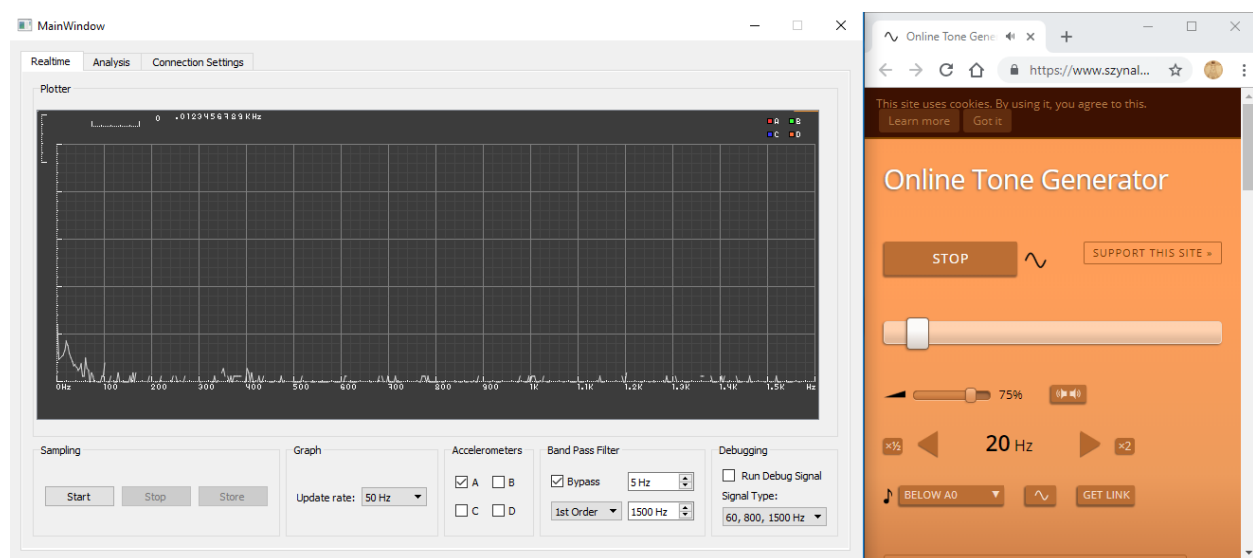 MainWindow
Realtime Analysis Connection Settings
Plotter
0 .0123456789KHz
A B
C D
0Hz 100 200 300 400 500 600 700 800 900 1K 1.1K 1.2K 1.3K 1.4K 1.5K Hz
Sampling
Start Stop Store
Graph
Update rate: 50 Hz
Accelerometers
A B
C D
Band Pass Filter
Bypass 5 Hz
1st Order 1500 Hz
Debugging
Run Debug Signal
Signal Type:
60, 800, 1500 Hz
Online Tone Gene
https://www.szynal...
This site uses cookies. By using it, you agree to this.
Learn more Got it
Online Tone Generator
STOP
SUPPORT THIS SITE »
75%
×½ 20 Hz ×2
BELOW A0 GET LINK